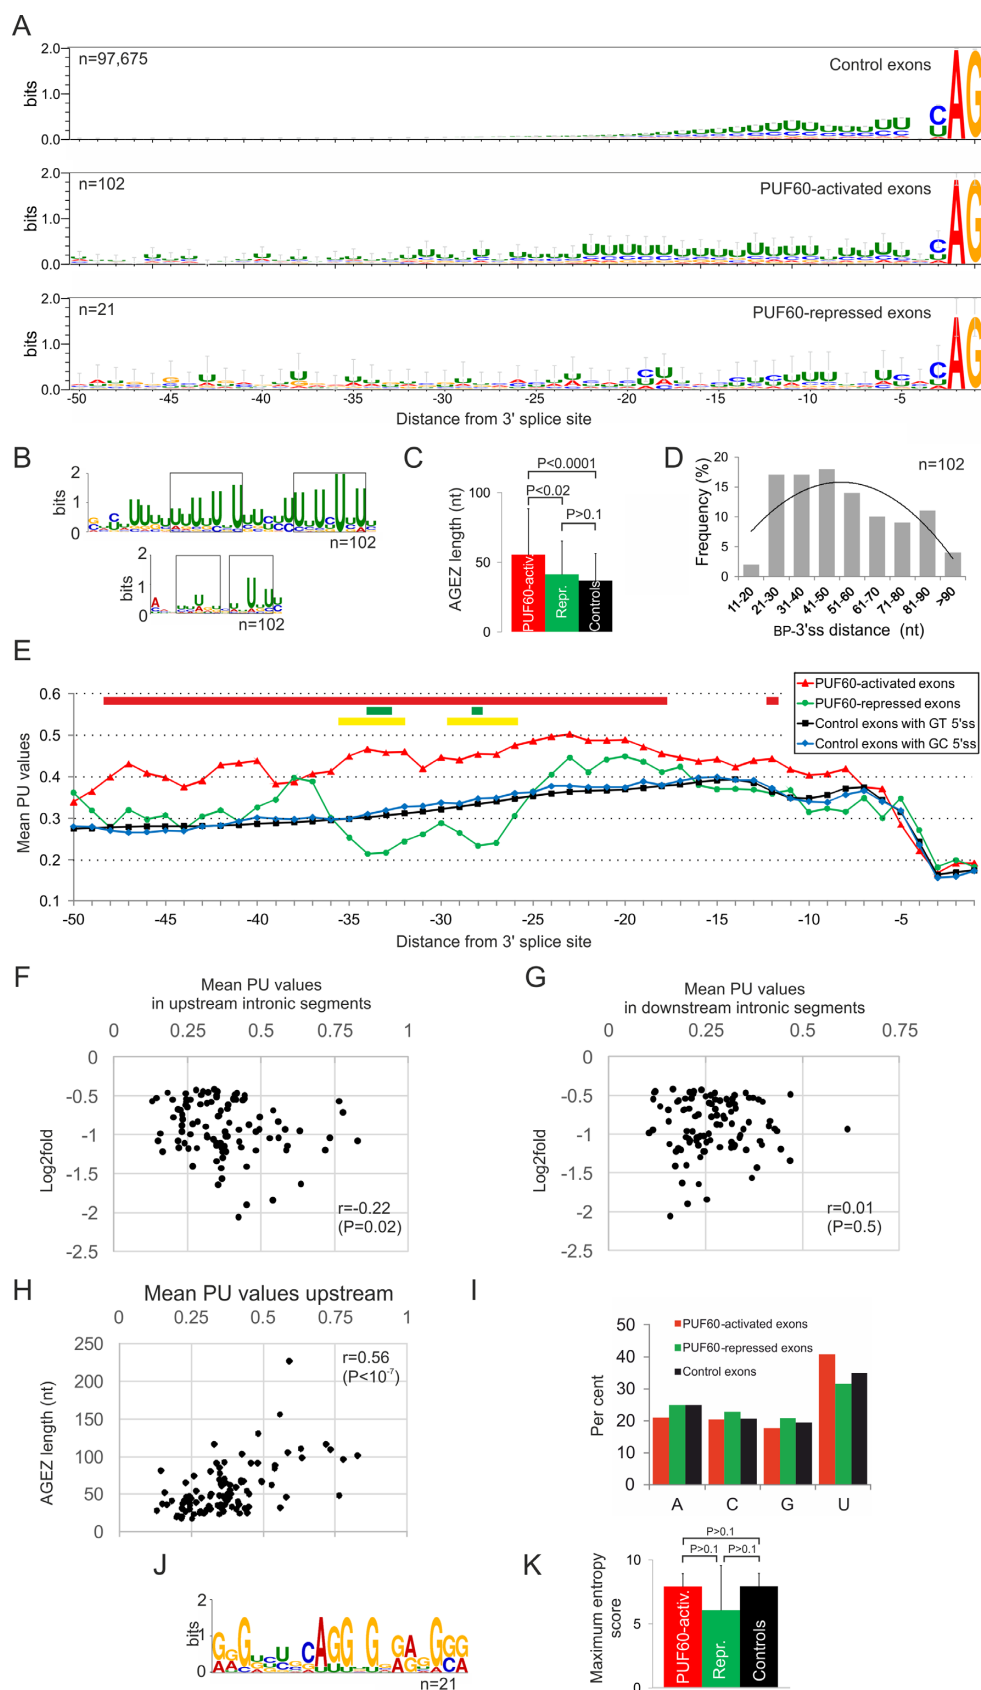 A
2.0
1.0
0.0
bits
n=97,675
Control exons
C
U
A
G
2.0
1.0
0.0
bits
n=102
PUF60-activated exons
2.0
1.0
0.0
bits
n=21
PUF60-repressed exons
-50 -45 -40 -35 -30 -25 -20 -15 -10 -5
Distance from 3' splice site
B
2
1
0
bits
n=102
2
1
0
bits
n=102
C
P<0.0001
P<0.02
P>0.1
100
50
0
AGEZ length (nt)
PUF60-activ.
Repr.
Controls
D
n=102
20
15
10
5
0
Frequency (%)
11-20 21-30 31-40 41-50 51-60 61-70 71-80 81-90 >90
BP-3'ss distance (nt)
E
0.6
0.5
0.4
0.3
0.2
0.1
Mean PU values
PUF60-activated exons
PUF60-repressed exons
Control exons with GT 5'ss
Control exons with GC 5'ss
-50 -45 -40 -35 -30 -25 -20 -15 -10 -5
Distance from 3' splice site
F
Mean PU values
in upstream intronic segments
0 0.25 0.5 0.75 1
0
-0.5
-1
-1.5
-2
-2.5
Log2fold
r=-0.22
(P=0.02)
G
Mean PU values
in downstream intronic segments
0 0.25 0.5 0.75
0
-0.5
-1
-1.5
-2
-2.5
Log2fold
r=0.01
(P=0.5)
H
Mean PU values upstream
0 0.25 0.5 0.75 1
250
200
150
100
50
0
AGEZ length (nt)
r=0.56
(P<10⁻⁷)
I
50
40
30
20
10
0
Per cent
PUF60-activated exons
PUF60-repressed exons
Control exons
A C G U
J
2
1
0
bits
n=21
K
P>0.1
P>0.1 P>0.1
10
5
0
Maximum entropy
score
PUF60-activ.
Repr.
Controls